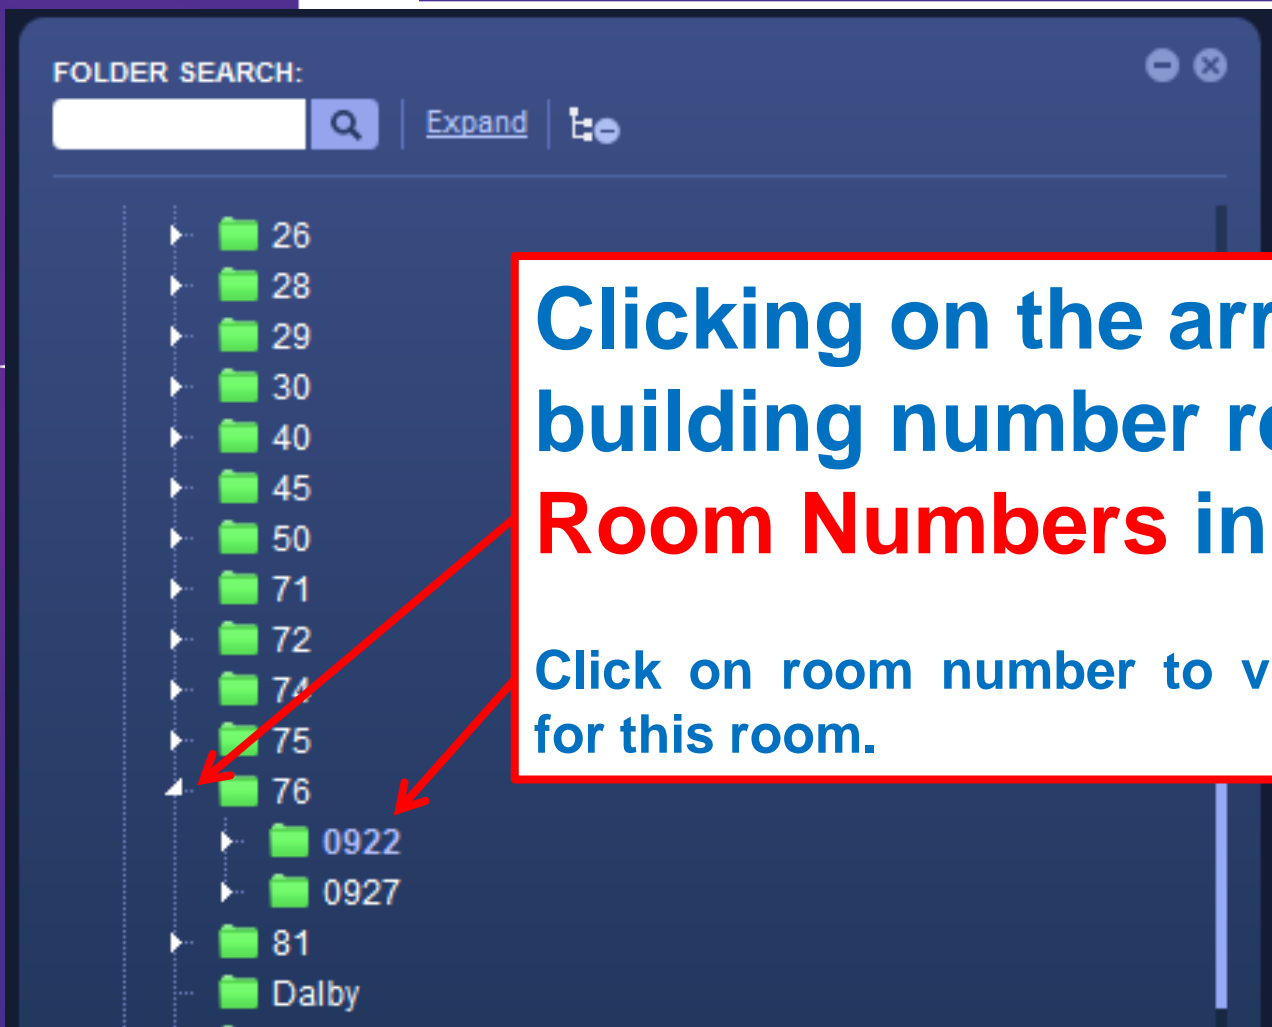 FOLDER SEARCH:
Expand
26
28
29
30
40
45
50
71
72
74
75
76
0922
0927
81
Dalby
Clicking on the
building number
Room Numbers in
Click on room number to
for this room.